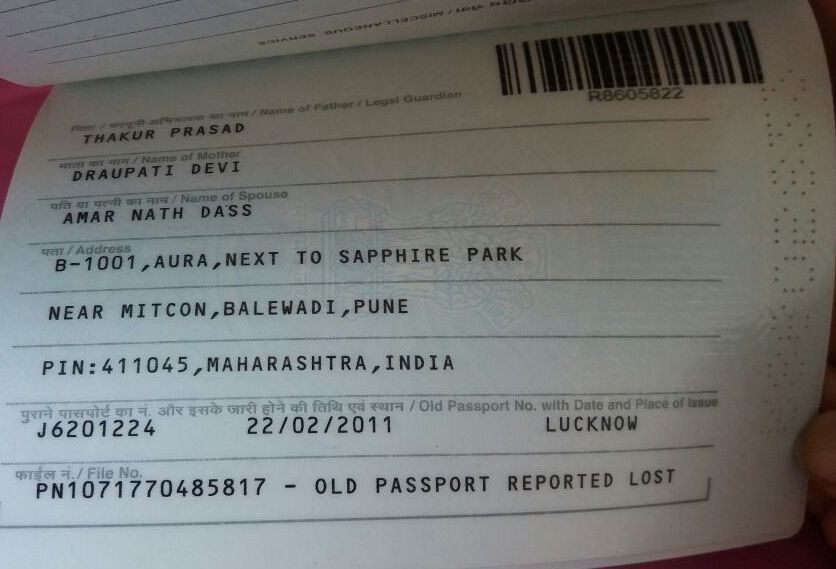 विविध सेवा / MISCELLANEOUS SERVICE
R8605822
पिता / कानूनी अभिभावक का नाम / Name of Father / Legal Guardian
THAKUR PRASAD
माता का नाम / Name of Mother
DRAUPATI DEVI
पति या पत्नी का नाम / Name of Spouse
AMAR NATH DASS
पता / Address
B-1001,AURA,NEXT TO SAPPHIRE PARK
NEAR MITCON,BALEWADI,PUNE
PIN:411045,MAHARASHTRA,INDIA
पुराने पासपोर्ट का नं. और इसके जारी होने की तिथि एवं स्थान / Old Passport No. with Date and Place of Issue
J6201224 22/02/2011 LUCKNOW
फाईल नं./ File No.
PN1071770485817 - OLD PASSPORT REPORTED LOST